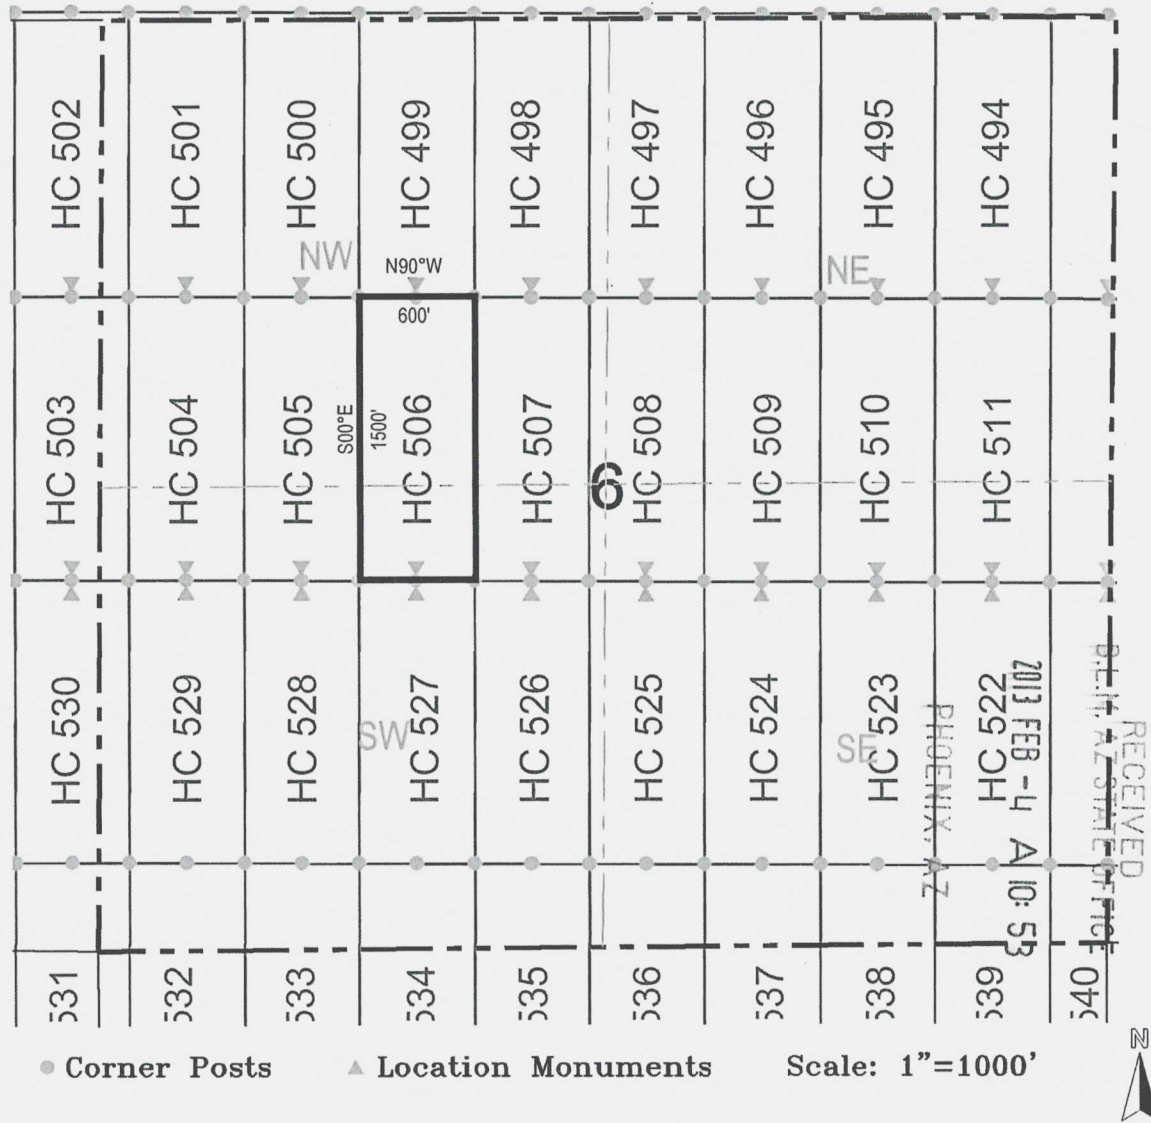 HC 502
HC 501
HC 500
HC 499
HC 498
HC 497
HC 496
HC 495
HC 494
NW
NE
N90°W
600'
S00°E
1500'
HC 503
HC 504
HC 505
HC 506
HC 507
6
HC 508
HC 509
HC 510
HC 511
HC 530
HC 529
HC 528
SW
HC 527
HC 526
HC 525
HC 524
SE
HC 523
HC 522
RECEIVED
B.L.M. AZ STATE OFFICE
2013 FEB -4 A 10: 53
PHOENIX, AZ
531
532
533
534
535
536
537
538
539
540
Corner Posts
Location Monuments
Scale: 1”=1000’
N